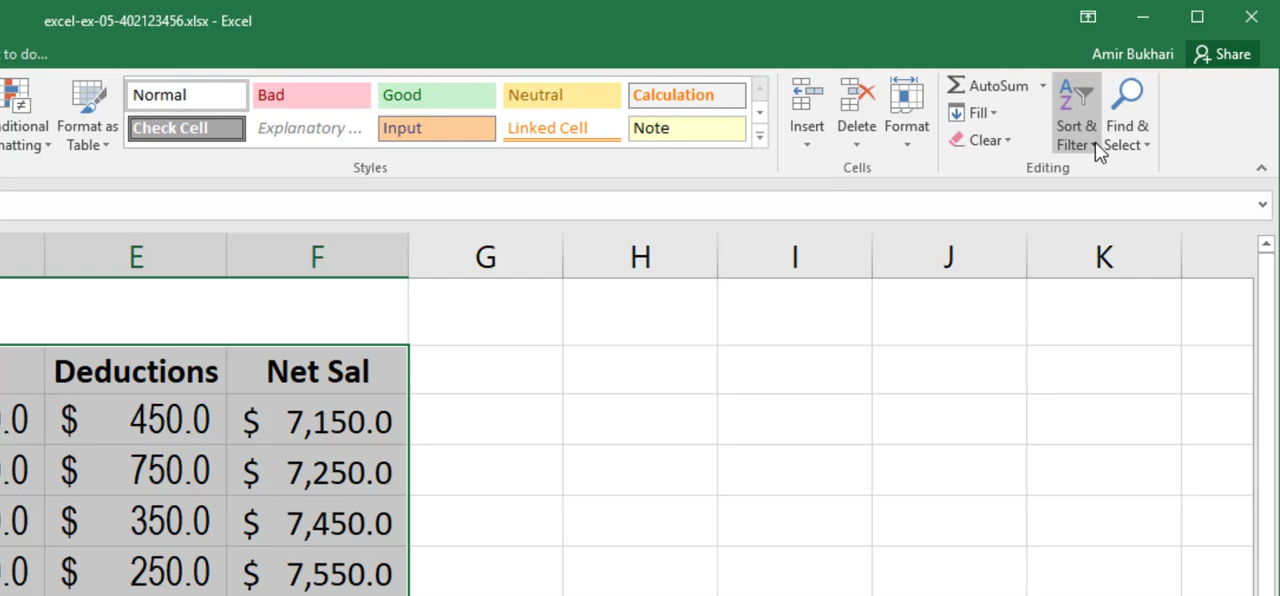 excel-ex-05-402123456.xlsx - Excel
to do...
Amir Bukhari
Share
Normal
Bad
Good
Neutral
Calculation
Check Cell
Explanatory ...
Input
Linked Cell
Note
ditional
matting
Format as
Table
Insert
Delete
Format
AutoSum
Fill
Clear
Sort &
Filter
Find &
Select
Styles
Cells
Editing
E F G H I J K
Deductions Net Sal
.0 $ 450.0 $ 7,150.0
.0 $ 750.0 $ 7,250.0
.0 $ 350.0 $ 7,450.0
.0 $ 250.0 $ 7,550.0